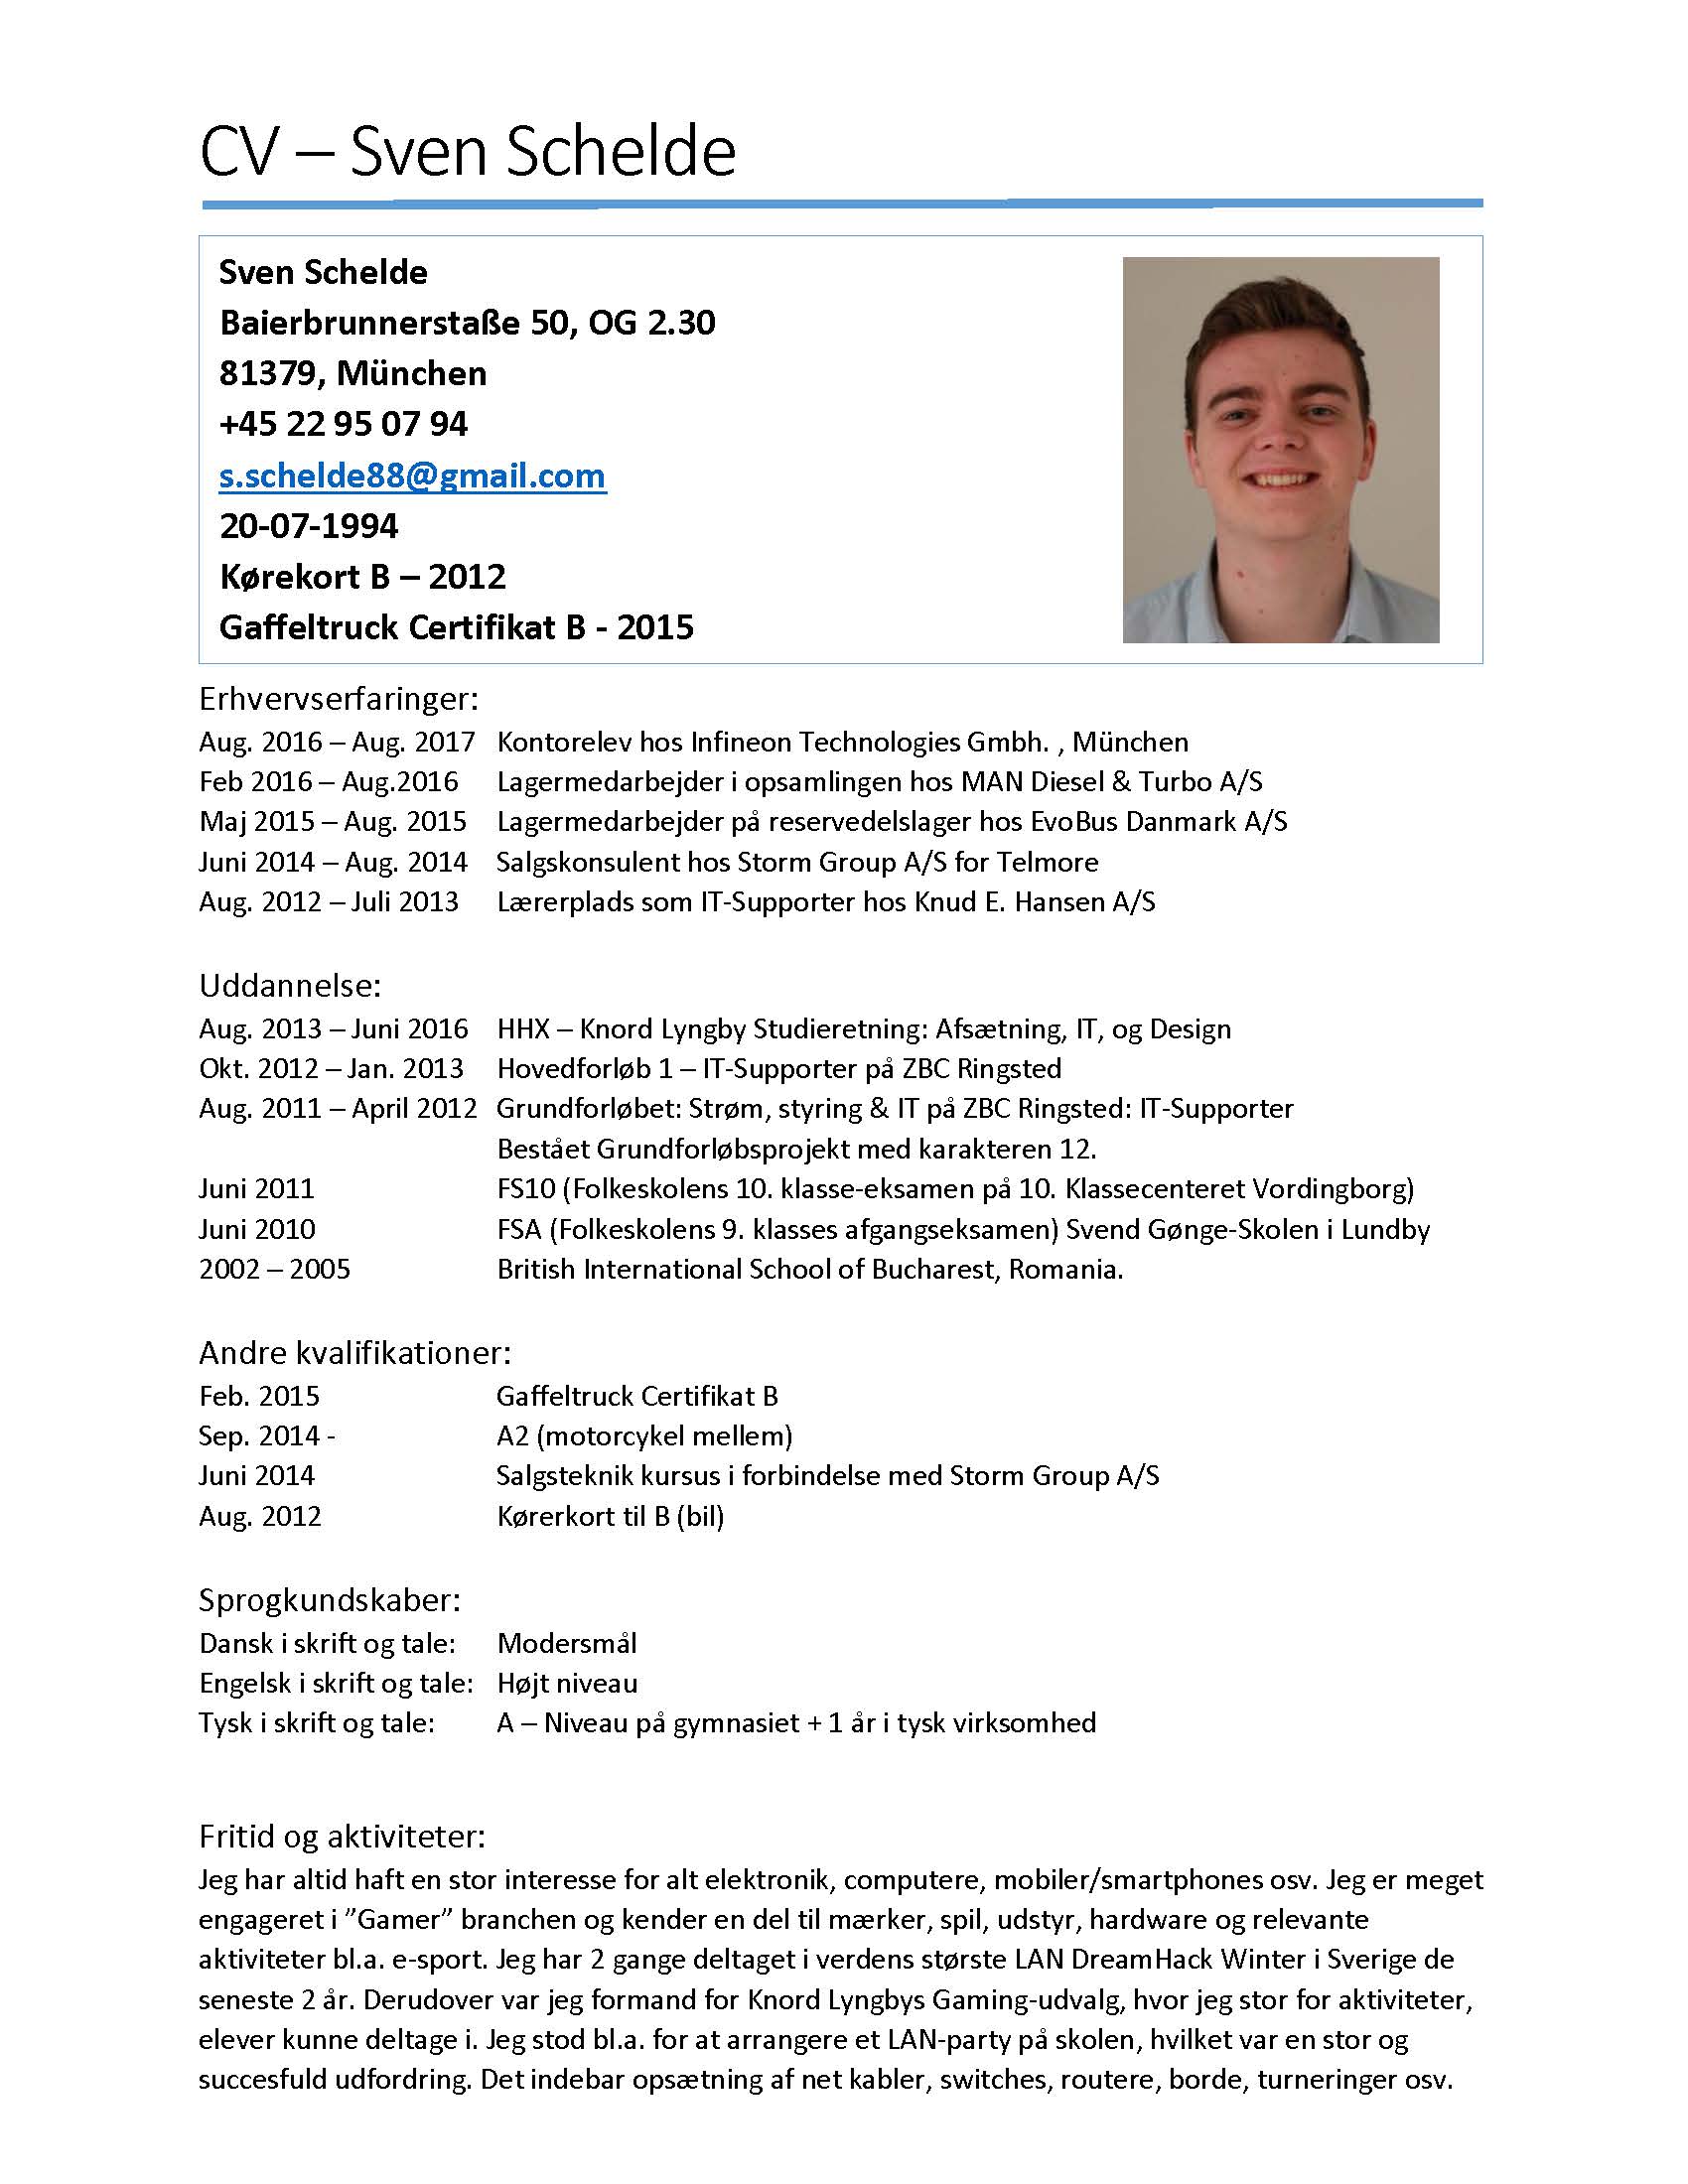 CV – Sven Schelde
Sven Schelde
Baierbrunnerstaße 50, OG 2.30
81379, München
+45 22 95 07 94
s.schelde88@gmail.com
20-07-1994
Kørekort B – 2012
Gaffeltruck Certifikat B - 2015
Erhvervserfaringer:
Aug. 2016 – Aug. 2017 Kontorelev hos Infineon Technologies Gmbh. , München
Feb 2016 – Aug.2016 Lagermedarbejder i opsamlingen hos MAN Diesel & Turbo A/S
Maj 2015 – Aug. 2015 Lagermedarbejder på reservedelslager hos EvoBus Danmark A/S
Juni 2014 – Aug. 2014 Salgskonsulent hos Storm Group A/S for Telmore
Aug. 2012 – Juli 2013 Lærerplads som IT-Supporter hos Knud E. Hansen A/S
Uddannelse:
Aug. 2013 – Juni 2016 HHX – Knord Lyngby Studieretning: Afsætning, IT, og Design
Okt. 2012 – Jan. 2013 Hovedforløb 1 – IT-Supporter på ZBC Ringsted
Aug. 2011 – April 2012 Grundforløbet: Strøm, styring & IT på ZBC Ringsted: IT-Supporter
Bestået Grundforløbsprojekt med karakteren 12.
Juni 2011 FS10 (Folkeskolens 10. klasse-eksamen på 10. Klassecenteret Vordingborg)
Juni 2010 FSA (Folkeskolens 9. klasses afgangseksamen) Svend Gønge-Skolen i Lundby
2002 – 2005 British International School of Bucharest, Romania.
Andre kvalifikationer:
Feb. 2015 Gaffeltruck Certifikat B
Sep. 2014 - A2 (motorcykel mellem)
Juni 2014 Salgsteknik kursus i forbindelse med Storm Group A/S
Aug. 2012 Kørerkort til B (bil)
Sprogkundskaber:
Dansk i skrift og tale: Modersmål
Engelsk i skrift og tale: Højt niveau
Tysk i skrift og tale: A – Niveau på gymnasiet + 1 år i tysk virksomhed
Fritid og aktiviteter:
Jeg har altid haft en stor interesse for alt elektronik, computere, mobiler/smartphones osv. Jeg er meget
engageret i ”Gamer” branchen og kender en del til mærker, spil, udstyr, hardware og relevante
aktiviteter bl.a. e-sport. Jeg har 2 gange deltaget i verdens største LAN DreamHack Winter i Sverige de
seneste 2 år. Derudover var jeg formand for Knord Lyngbys Gaming-udvalg, hvor jeg stor for aktiviteter,
elever kunne deltage i. Jeg stod bl.a. for at arrangere et LAN-party på skolen, hvilket var en stor og
succesfuld udfordring. Det indebar opsætning af net kabler, switches, routere, borde, turneringer osv.